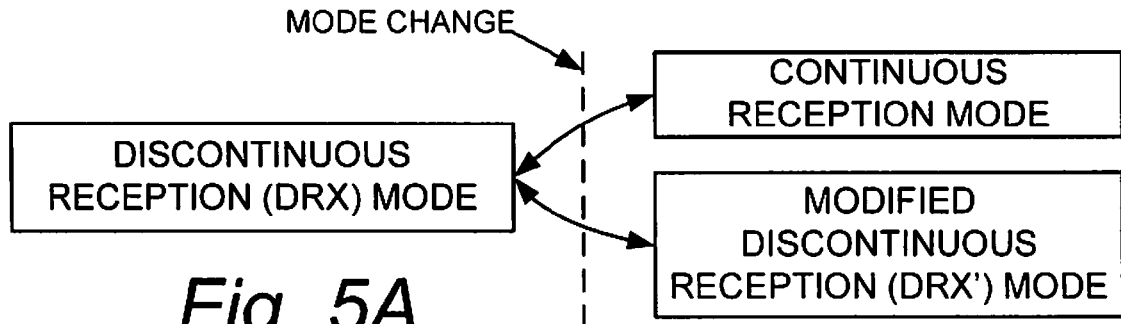 MODE CHANGE
CONTINUOUS
RECEPTION MODE
DISCONTINUOUS
RECEPTION (DRX) MODE
MODIFIED
DISCONTINUOUS
RECEPTION (DRX') MODE
Fig. 5A